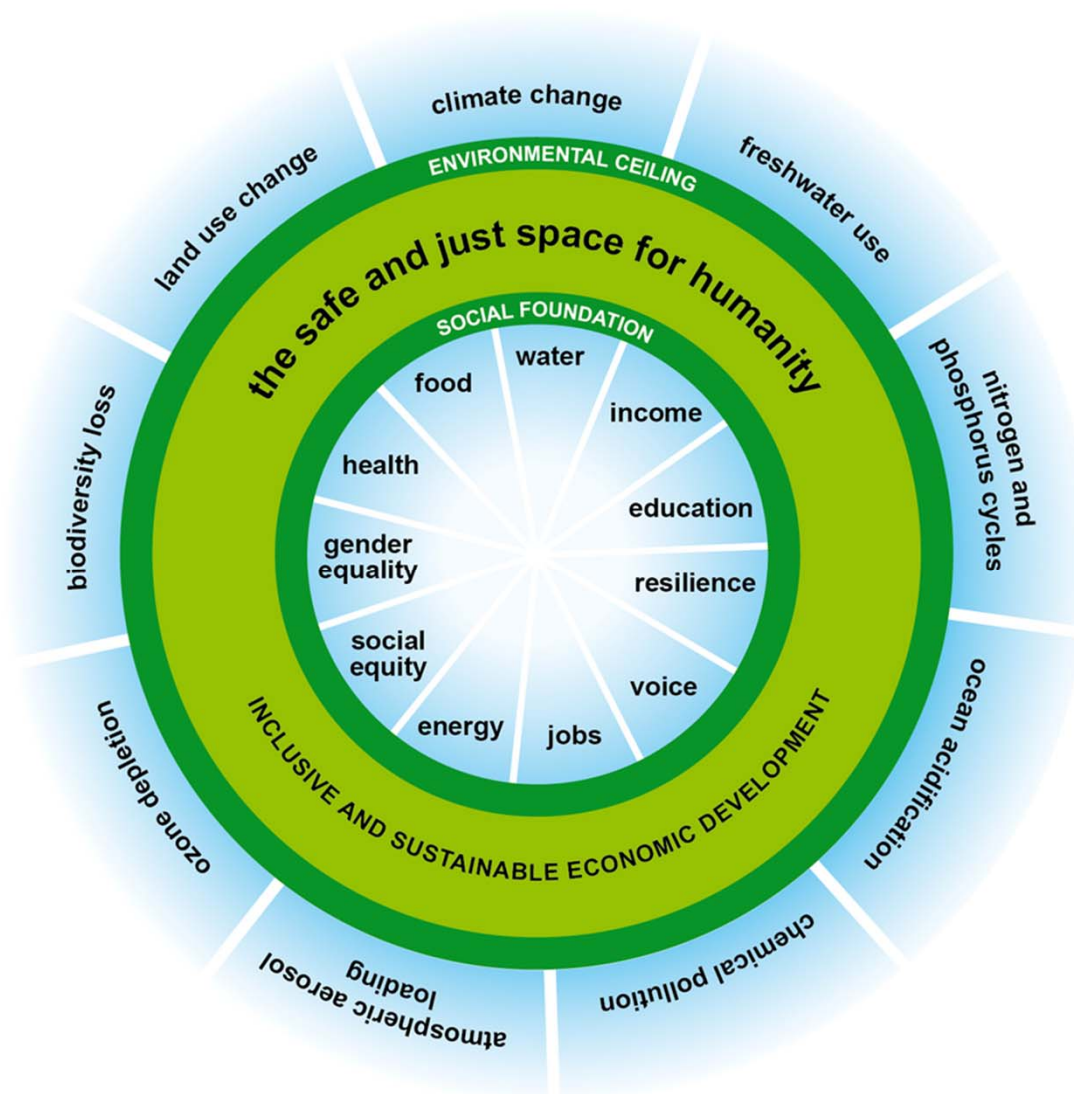 climate change
freshwater use
nitrogen and
phosphorus cycles
ocean acidification
chemical pollution
atmospheric aerosol
loading
ozone depletion
biodiversity loss
land use change
ENVIRONMENTAL CEILING
the safe and just space for humanity
SOCIAL FOUNDATION
water
income
education
resilience
voice
jobs
energy
social
equity
gender
equality
health
food
INCLUSIVE AND SUSTAINABLE ECONOMIC DEVELOPMENT